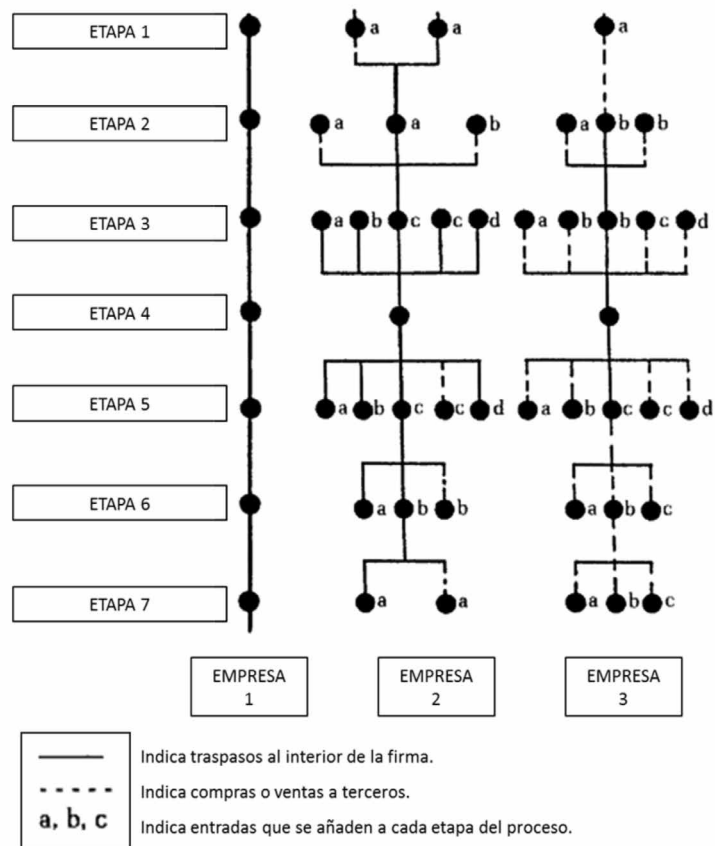 ETAPA 1
a a a
ETAPA 2
a a b a b b
ETAPA 3
a b c c d a b b c d
ETAPA 4
ETAPA 5
a b c c d a b c c d
ETAPA 6
a b b a b c
ETAPA 7
a a a b c
EMPRESA
1
EMPRESA
2
EMPRESA
3
Indica traspasos al interior de la firma.
Indica compras o ventas a terceros.
a, b, c Indica entradas que se añaden a cada etapa del proceso.